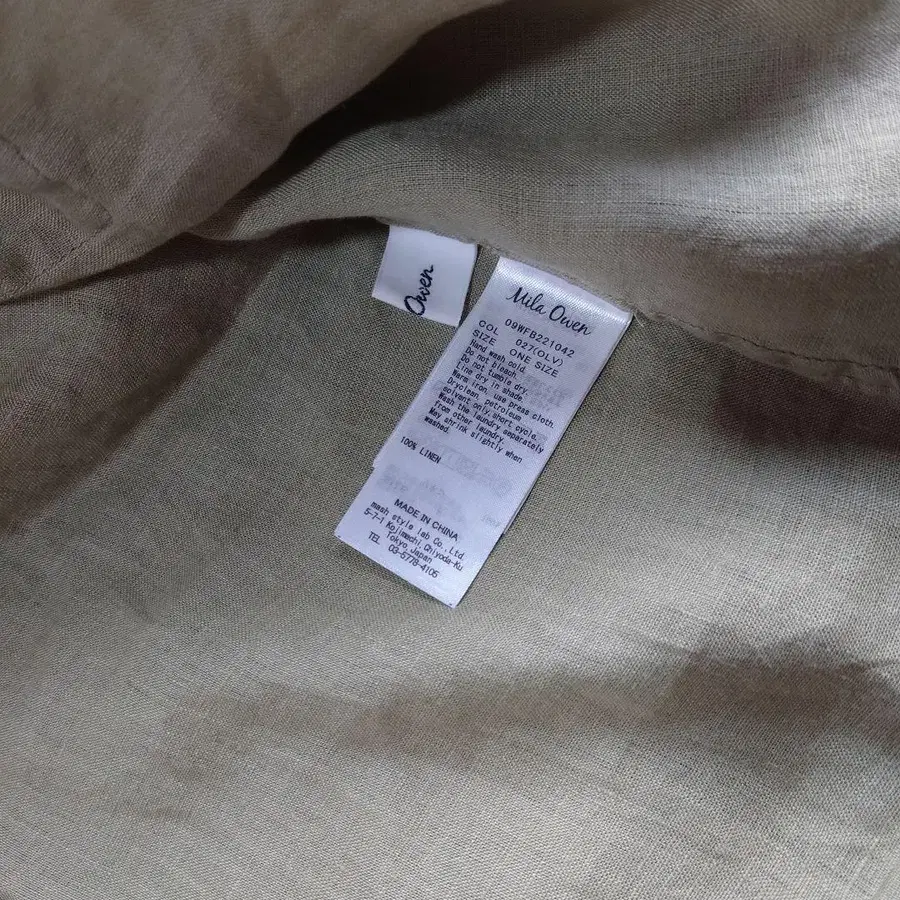 Owen
Mila Owen
09WFB221042
COL 027(OLV)
SIZE ONE SIZE
Hand wash cold.
Do not bleach.
Do not tumble dry.
Line dry in shade.
Warm iron, use press cloth.
Dryclean, petroleum
solvent only, short cycle.
Wash the laundry separately
from other laundry.
May shrink slightly when
washed.
100% LINEN
MADE IN CHINA
mash style lab Co., Ltd.
5-7-1 Kojimachi, Chiyoda-Ku
Tokyo, Japan
TEL 03-5778-4105